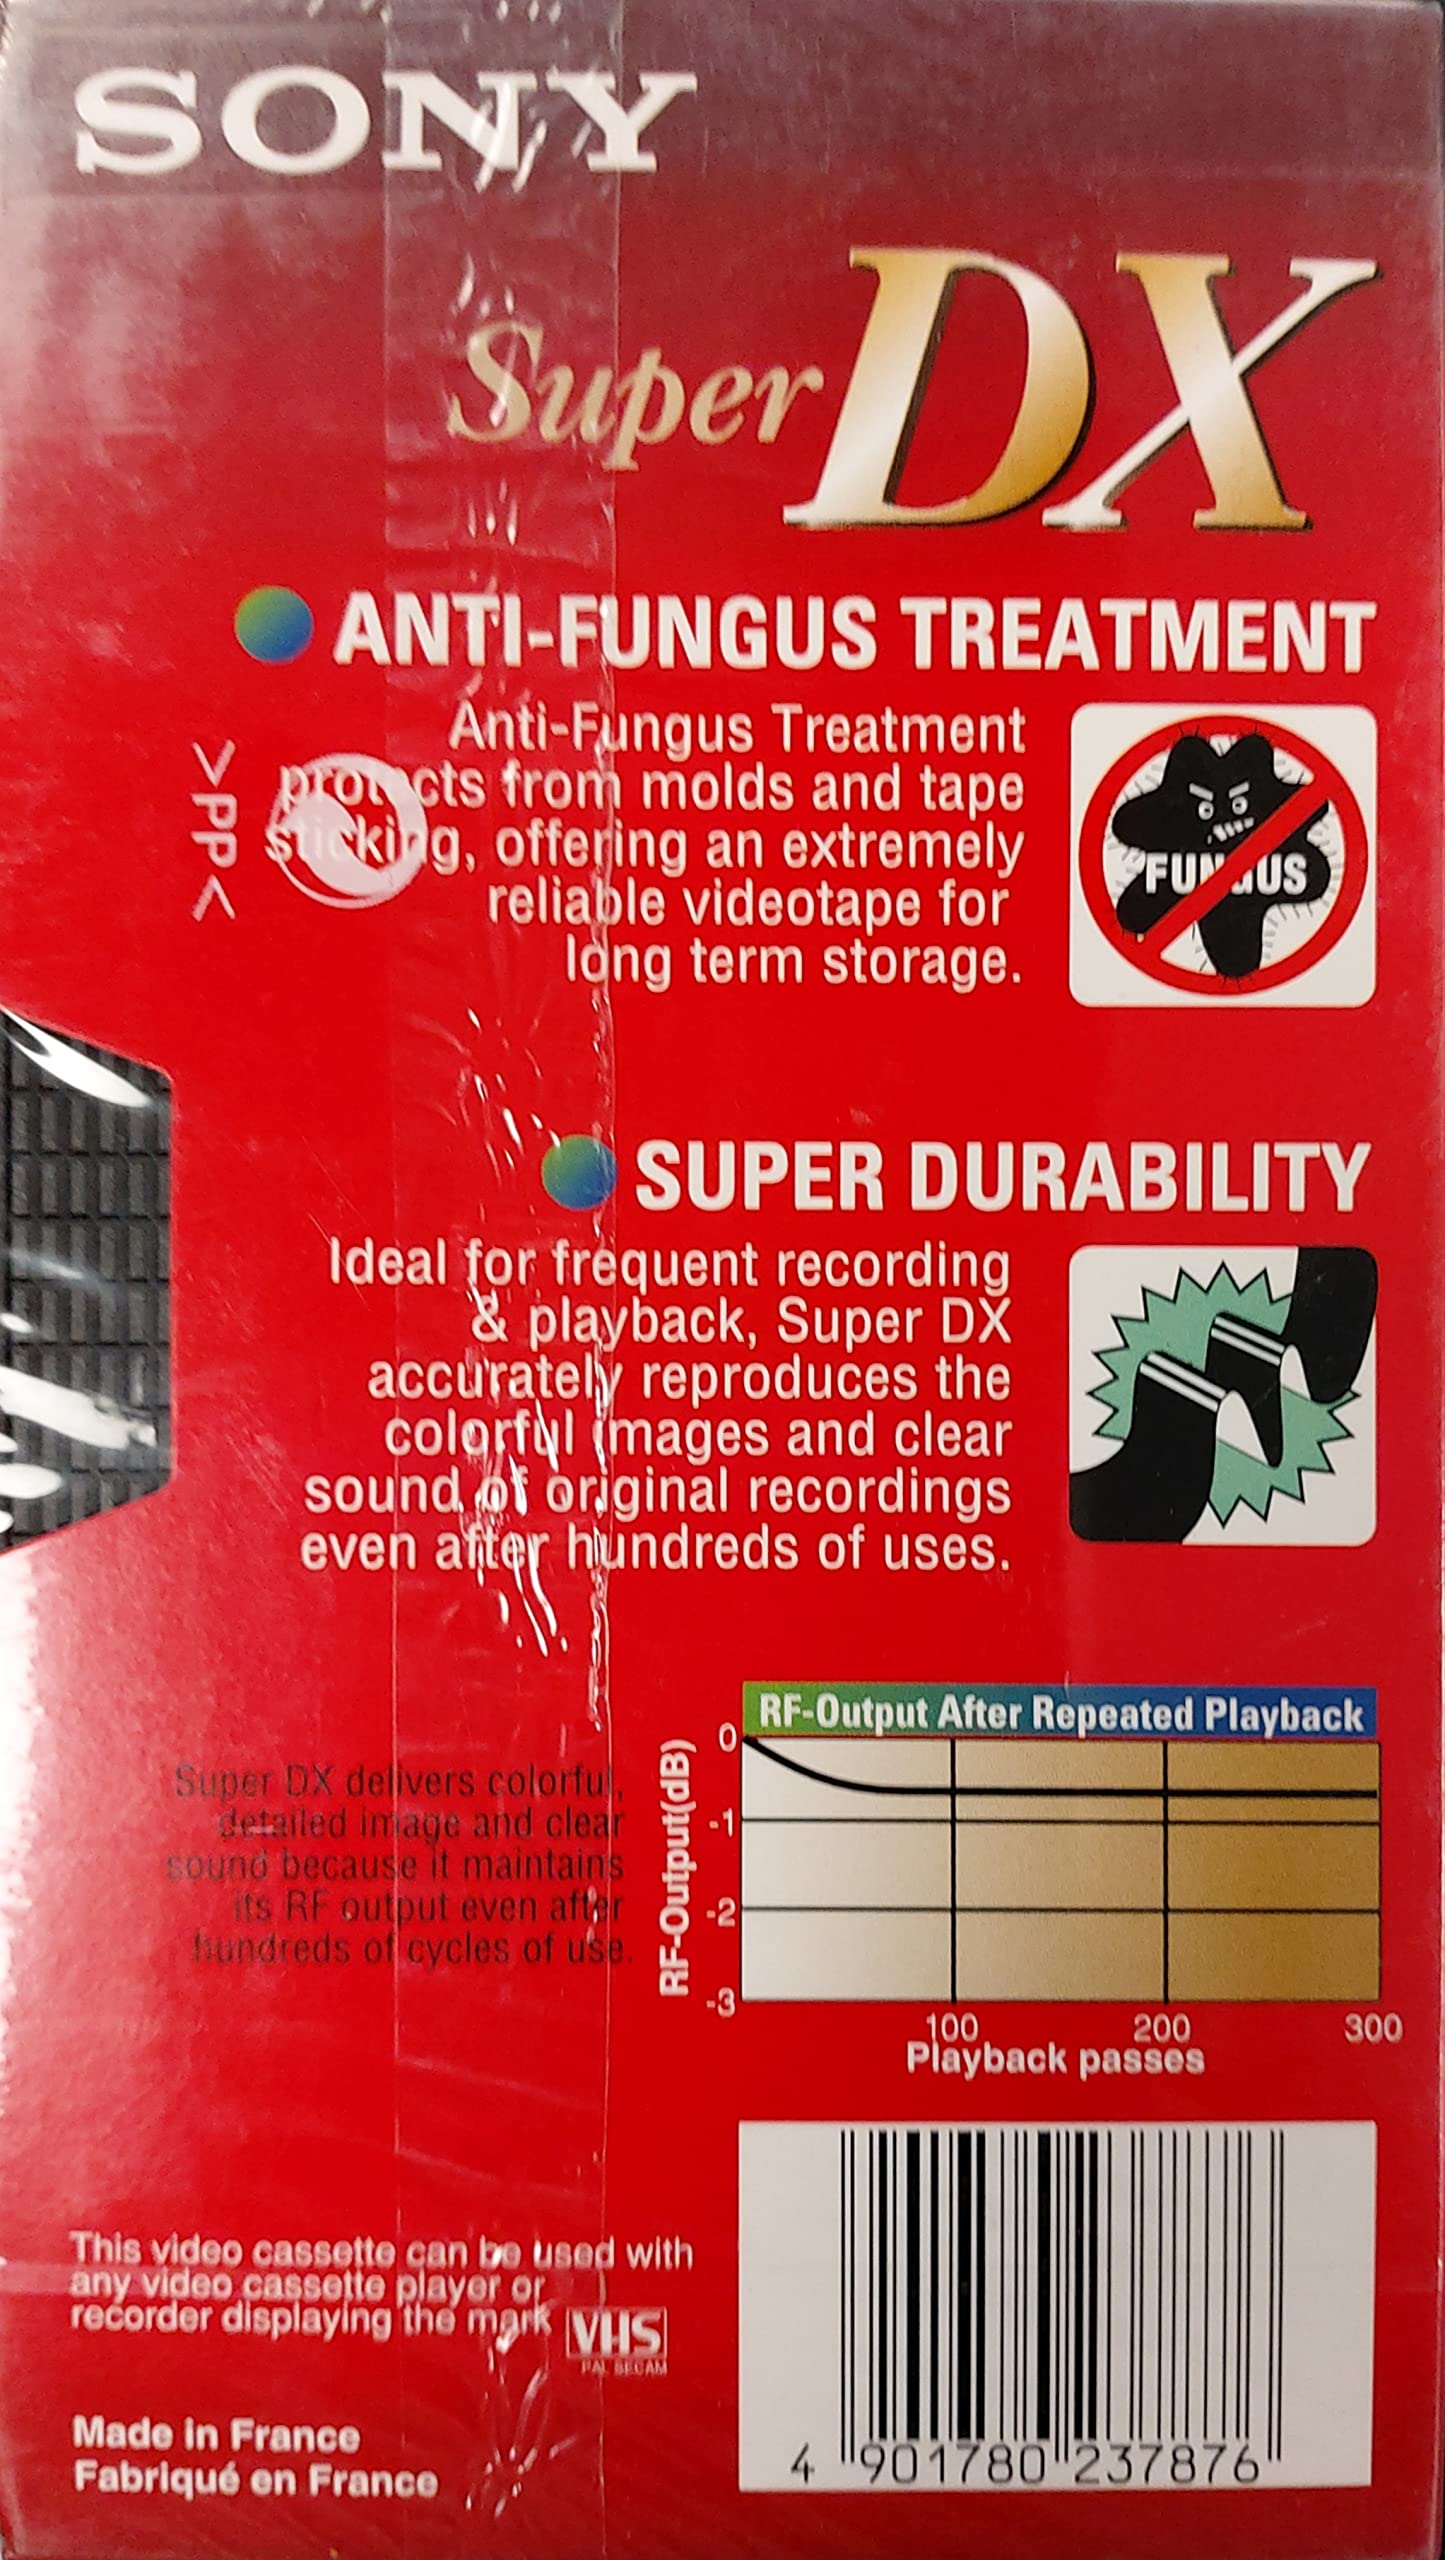 SONY
Super DX
ANTI-FUNGUS TREATMENT
Anti-Fungus Treatment
protects from molds and tape
sticking, offering an extremely
reliable videotape for
long term storage.
>PP<
FUNGUS
SUPER DURABILITY
Ideal for frequent recording
& playback, Super DX
accurately reproduces the
colorful images and clear
sound of original recordings
even after hundreds of uses.
RF-Output After Repeated Playback
RF-Output(dB)
0
-1
-2
-3
100
200
300
Playback passes
Super DX delivers colorful,
detailed image and clear
sound because it maintains
its RF output even after
hundreds of cycles of use.
This video cassette can be used with
any video cassette player or
recorder displaying the mark VHS
PAL SECAM
Made in France
Fabriqué en France
4 901780 237876